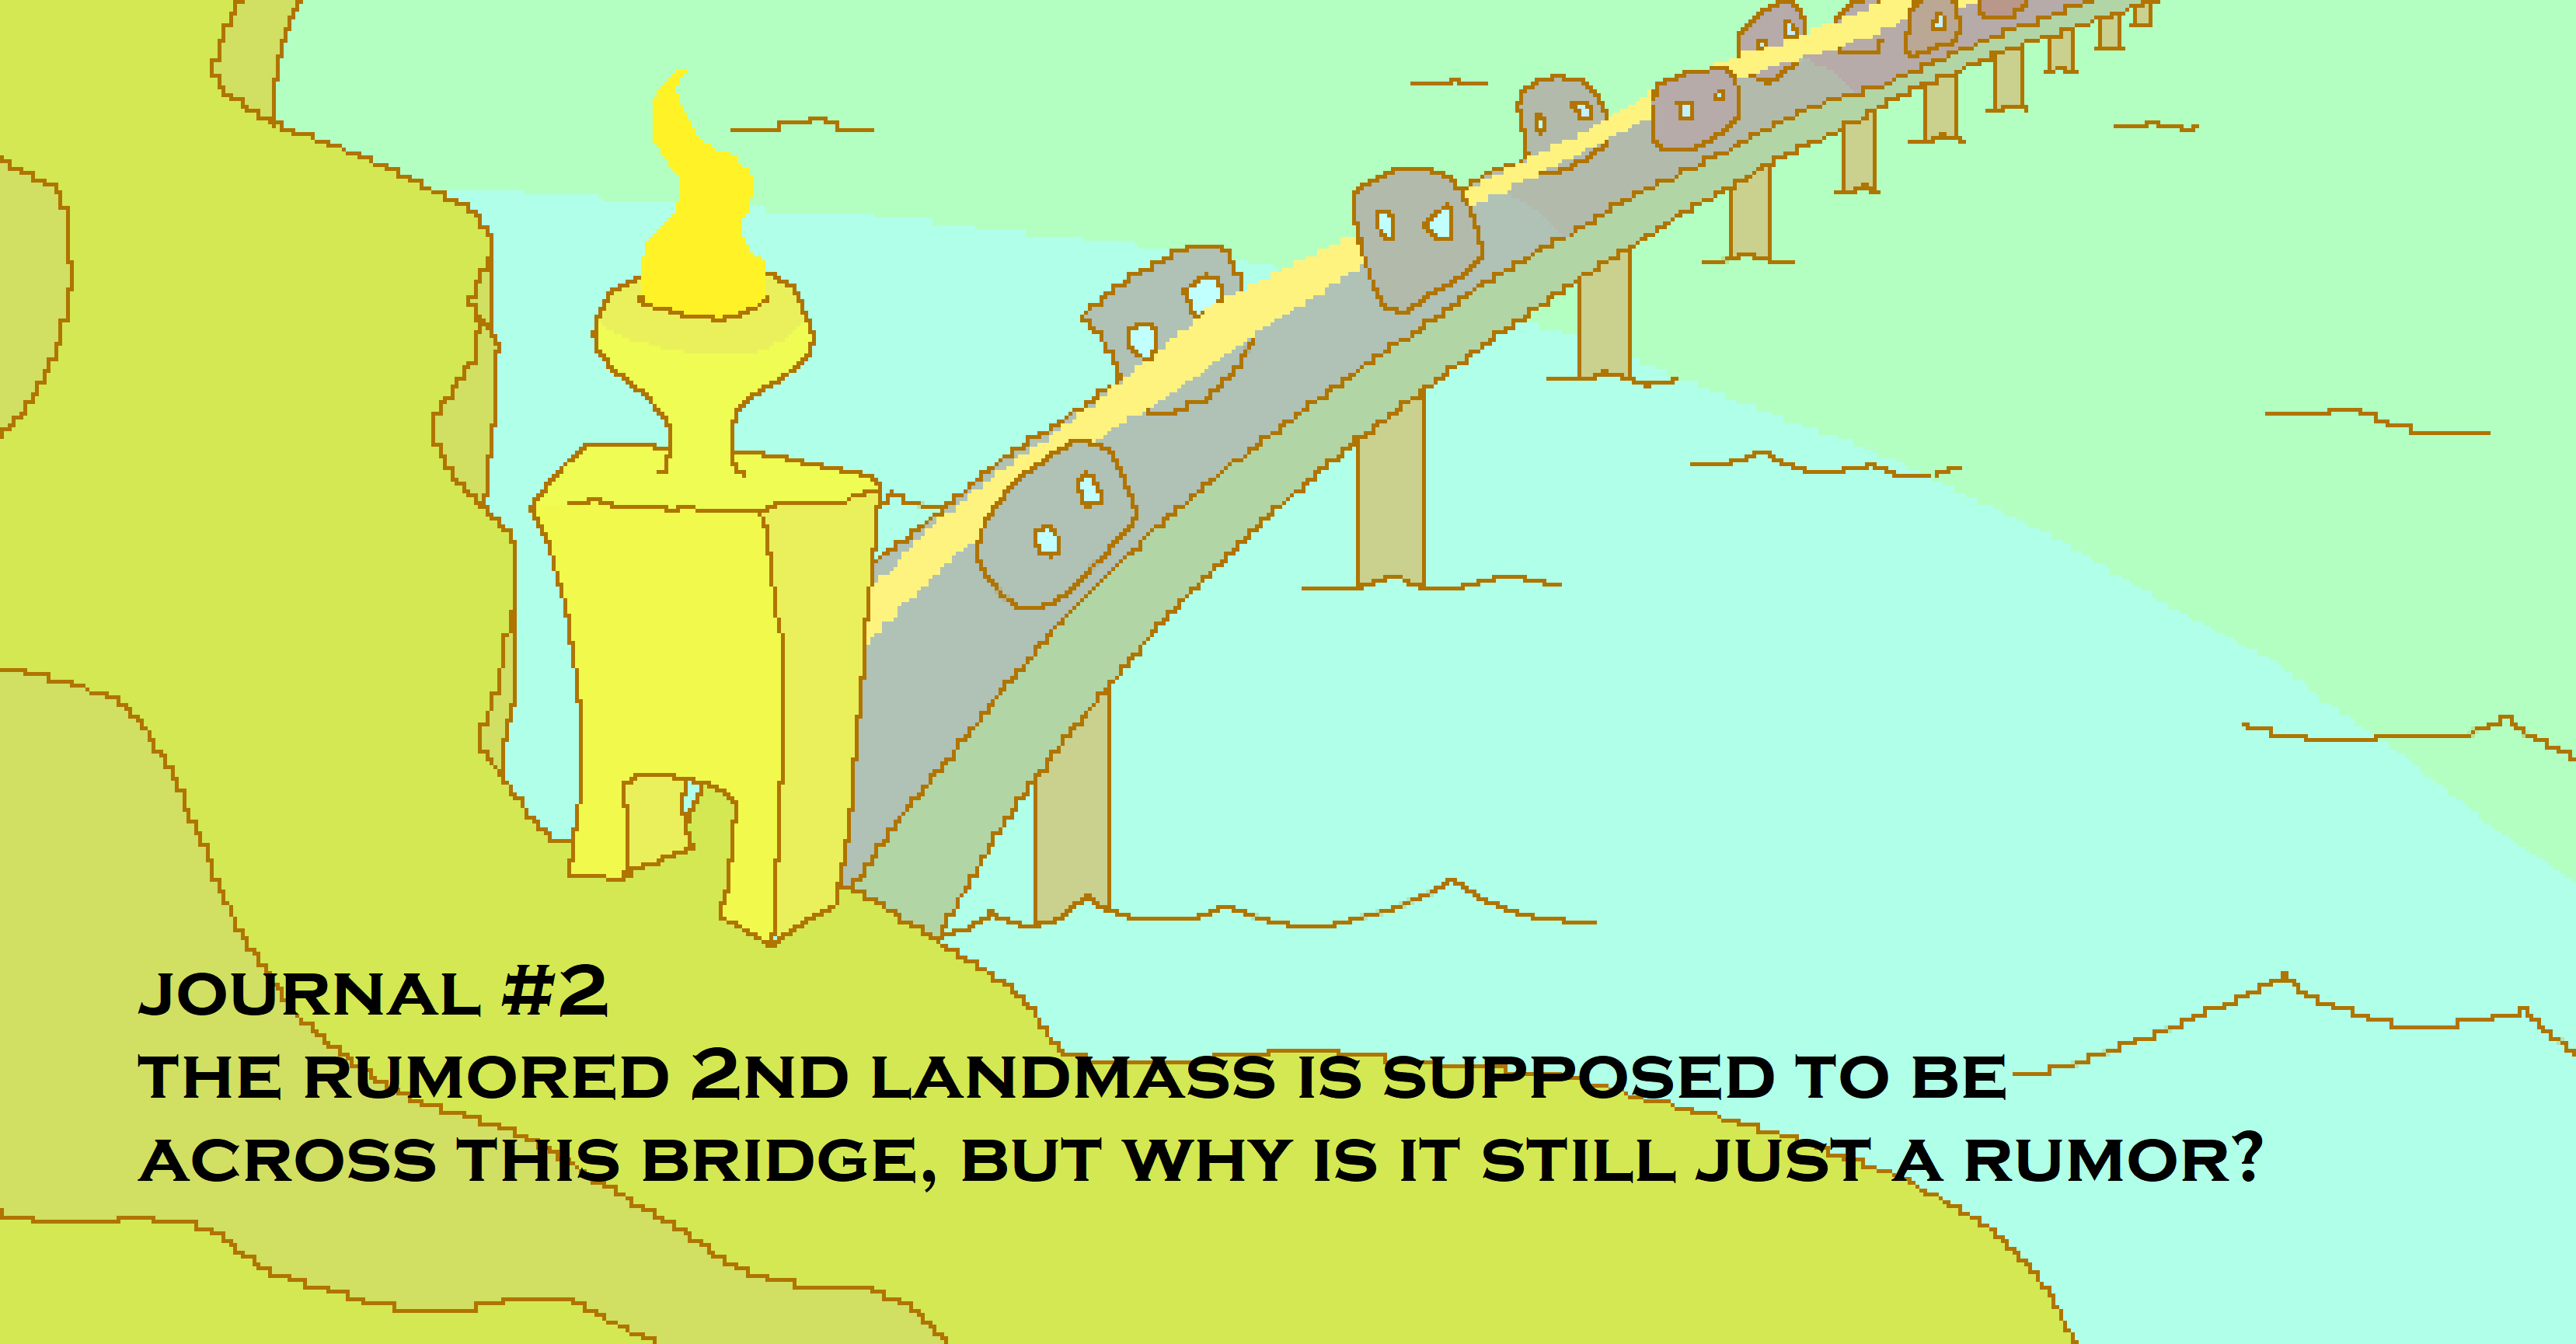 JOURNAL #2
THE RUMORED 2ND LANDMASS IS SUPPOSED TO BE
ACROSS THIS BRIDGE, BUT WHY IS IT STILL JUST A RUMOR?